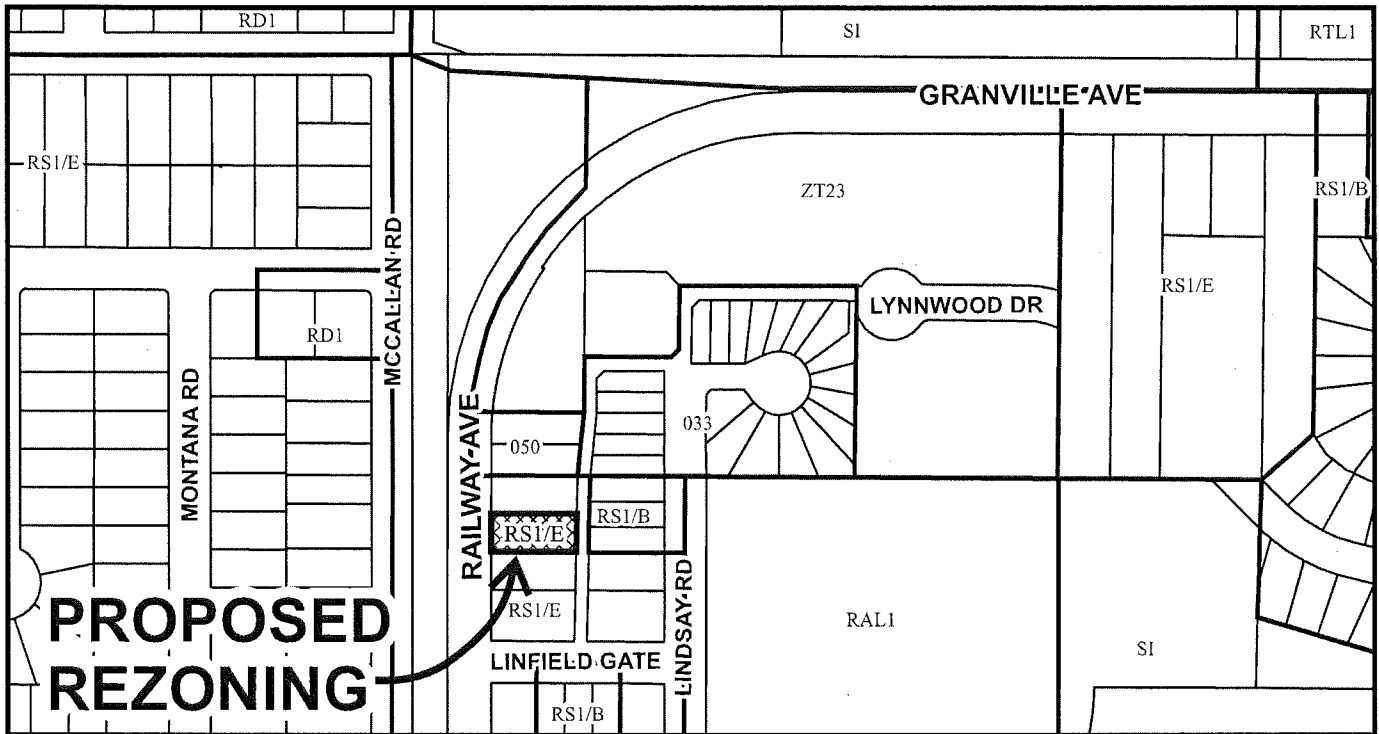 RD1
SI
RTL1
GRANVILLE AVE
RS1/E
ZT23
RS1/B
MCCALLAN RD
RS1/E
LYNNWOOD DR
RD1
MONTANA RD
RAILWAY AVE
033
050
RS1/B
RS1/E
LINDSAY RD
RS1/E
RAL1
SI
PROPOSED
REZONING
LINFIELD GATE
RS1/B